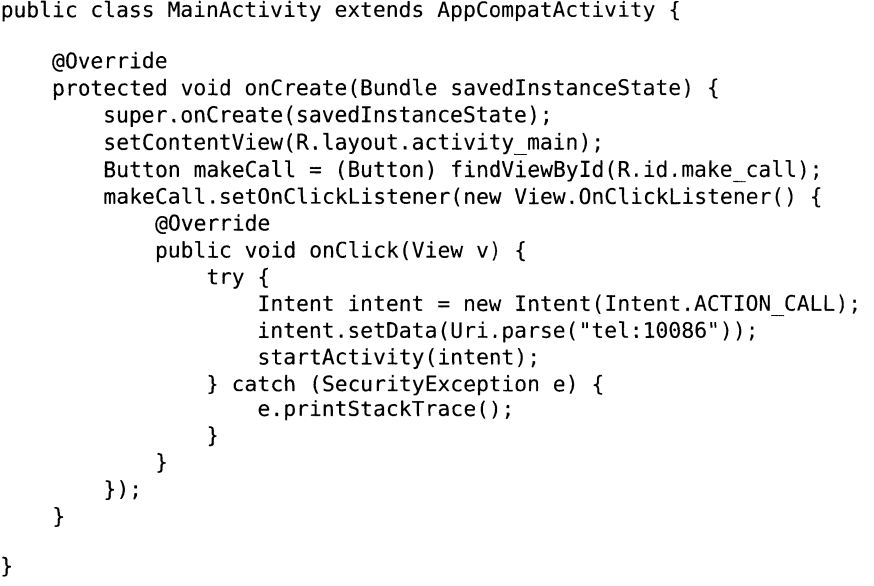 public class MainActivity extends AppCompatActivity {

    @Override
    protected void onCreate(Bundle savedInstanceState) {
        super.onCreate(savedInstanceState);
        setContentView(R.layout.activity_main);
        Button makeCall = (Button) findViewById(R.id.make_call);
        makeCall.setOnClickListener(new View.OnClickListener() {
            @Override
            public void onClick(View v) {
                try {
                    Intent intent = new Intent(Intent.ACTION_CALL);
                    intent.setData(Uri.parse("tel:10086"));
                    startActivity(intent);
                } catch (SecurityException e) {
                    e.printStackTrace();
                }
            }
        });
    }

}